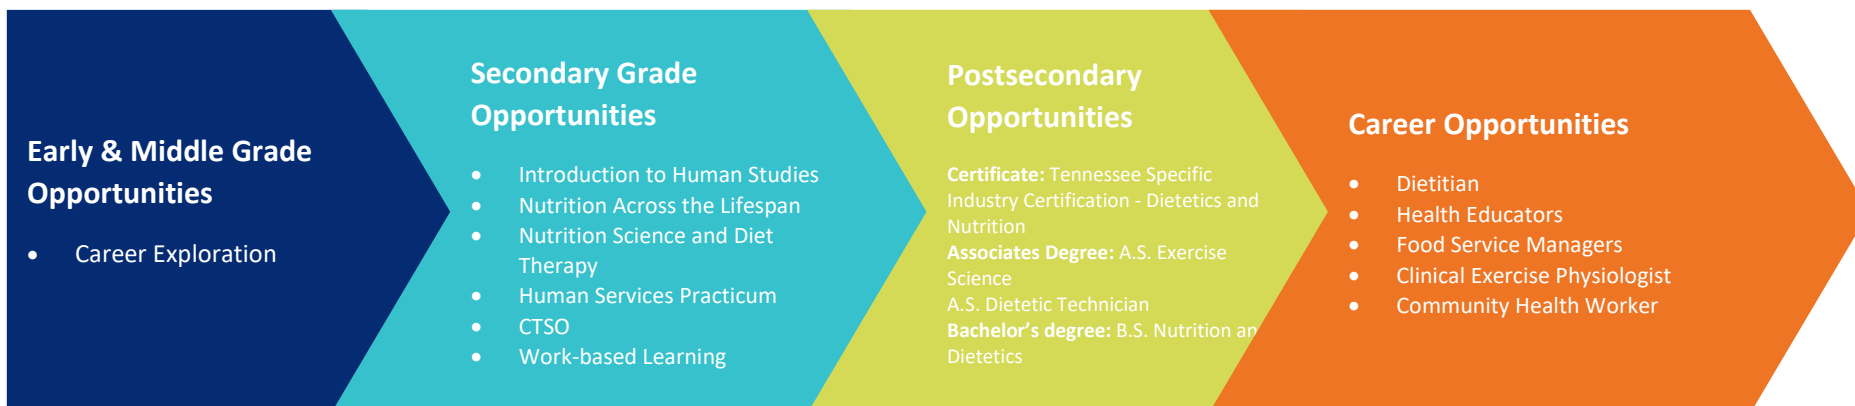 Early & Middle Grade
Opportunities
• Career Exploration
Secondary Grade
Opportunities
• Introduction to Human Studies
• Nutrition Across the Lifespan
• Nutrition Science and Diet
Therapy
• Human Services Practicum
• CTSO
• Work-based Learning
Postsecondary
Opportunities
Certificate: Tennessee Specific
Industry Certification - Dietetics and
Nutrition
Associates Degree: A.S. Exercise
Science
A.S. Dietetic Technician
Bachelor’s degree: B.S. Nutrition an
Dietetics
Career Opportunities
• Dietitian
• Health Educators
• Food Service Managers
• Clinical Exercise Physiologist
• Community Health Worker